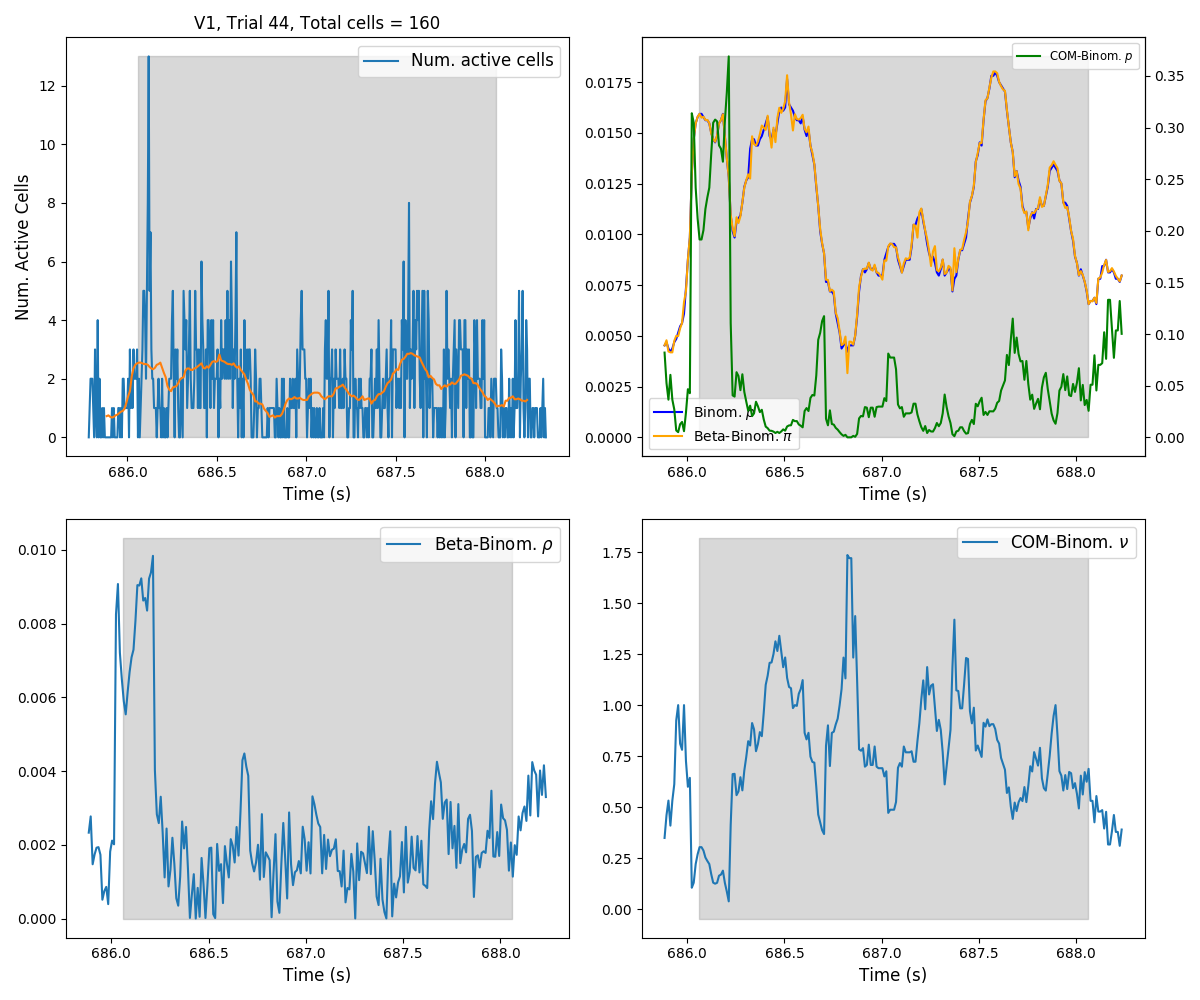 V1, Trial 44, Total cells = 160
Num. active cells
Num. Active Cells
12
10
8
6
4
2
0
686.0 686.5 687.0 687.5 688.0
Time (s)
COM-Binom. p
0.0175
0.0150
0.0125
0.0100
0.0075
0.0050
0.0025
0.0000
0.35
0.30
0.25
0.20
0.15
0.10
0.05
0.00
Binom. p
Beta-Binom. π
686.0 686.5 687.0 687.5 688.0
Time (s)
Beta-Binom. ρ
0.010
0.008
0.006
0.004
0.002
0.000
686.0 686.5 687.0 687.5 688.0
Time (s)
COM-Binom. ν
1.75
1.50
1.25
1.00
0.75
0.50
0.25
0.00
686.0 686.5 687.0 687.5 688.0
Time (s)